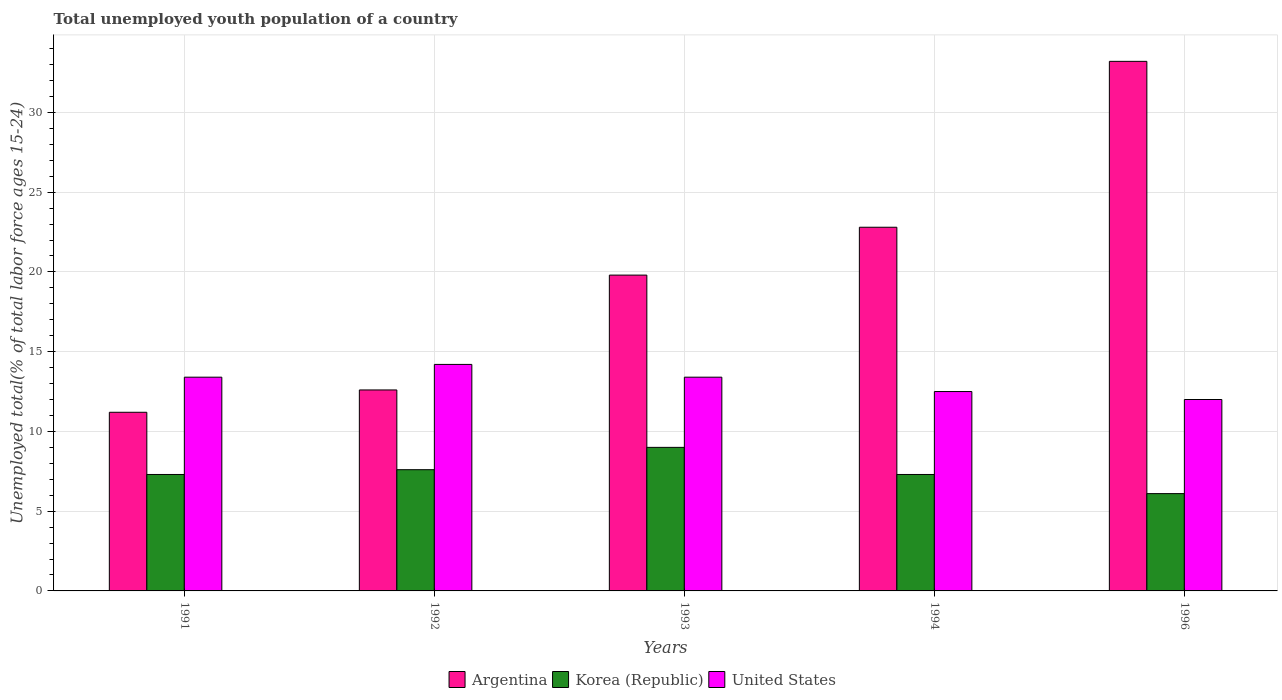 Total unemployed youth population of a country
Unemployed total(% of total labor force ages 15-24)
30
25
20
15
10
5
0
1991
1992
1993
1994
1996
Years
Argentina
Korea (Republic)
United States